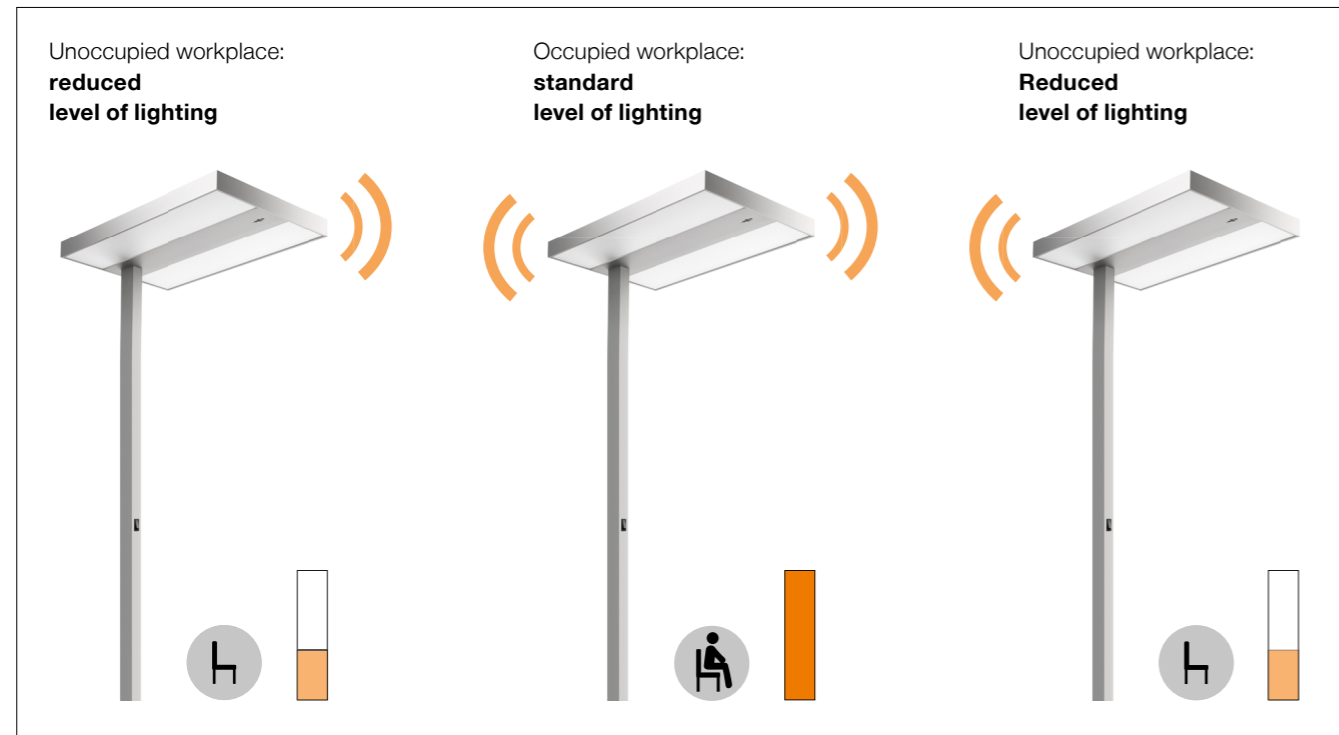 Unoccupied workplace:
reduced
level of lighting
Occupied workplace:
standard
level of lighting
Unoccupied workplace:
Reduced
level of lighting